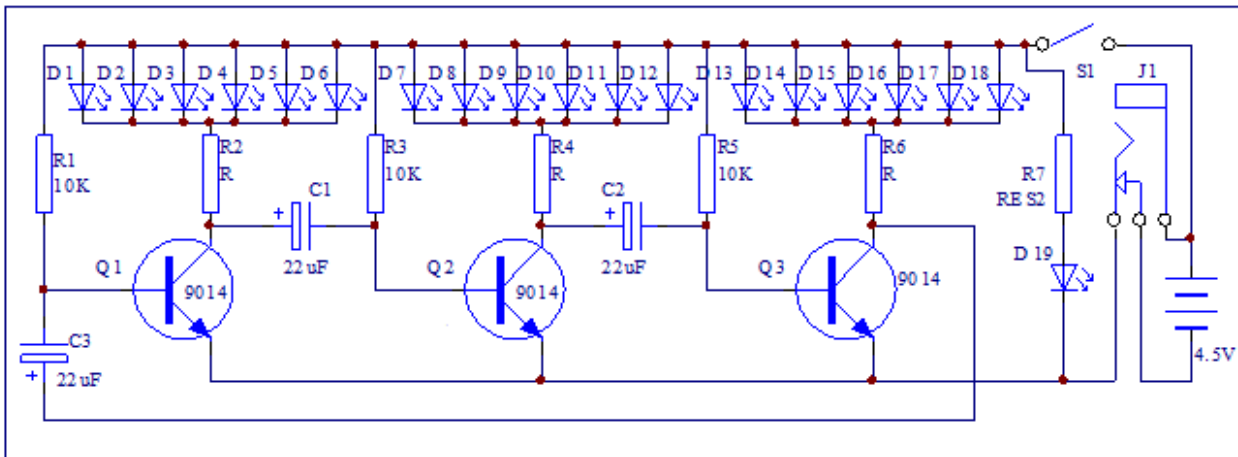 D1 D2 D3 D4 D5 D6 D7 D8 D9 D10 D11 D12 D13 D14 D15 D16 D17 D18
S1
J1
R1
10K
R2
R
R3
10K
R4
R
R5
10K
R6
R
R7
RES2
C1
+
22uF
C2
+
22uF
Q1
9014
Q2
9014
Q3
9014
D19
C3
+
22uF
4.5V